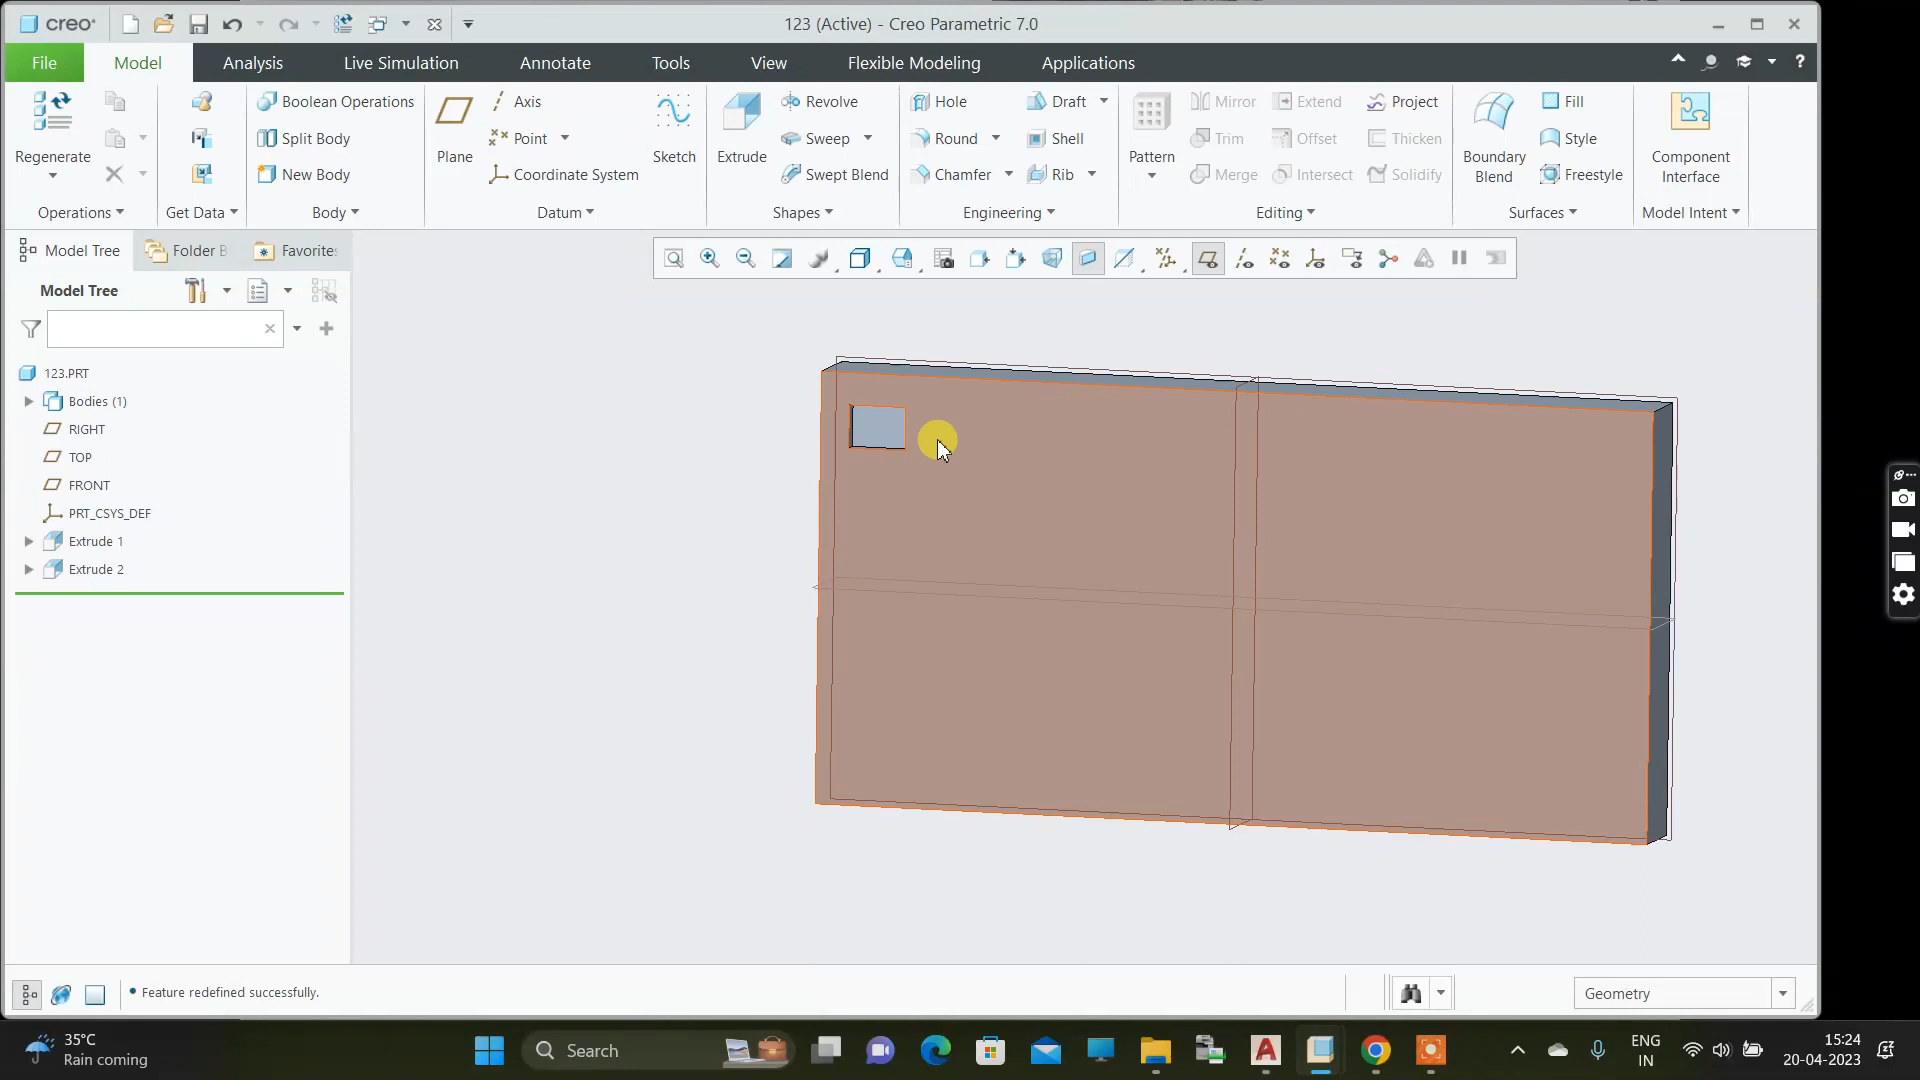 creo
123 (Active) - Creo Parametric 7.0
File Model Analysis Live Simulation Annotate Tools View Flexible Modeling Applications
Regenerate
Operations
Get Data
Boolean Operations
Split Body
New Body
Body
Plane
Axis
Point
Coordinate System
Sketch
Datum
Extrude
Revolve
Sweep
Swept Blend
Shapes
Hole
Round
Chamfer
Draft
Shell
Rib
Engineering
Pattern
Mirror
Extend
Project
Trim
Offset
Thicken
Merge
Intersect
Solidify
Editing
Boundary
Blend
Fill
Style
Freestyle
Surfaces
Component
Interface
Model Intent
Model Tree
Folder B
Favorite
Model Tree
123.PRT
Bodies (1)
RIGHT
TOP
FRONT
PRT_CSYS_DEF
Extrude 1
Extrude 2
Feature redefined successfully.
Geometry
35°C
Rain coming
Search
ENG
IN
15:24
20-04-2023